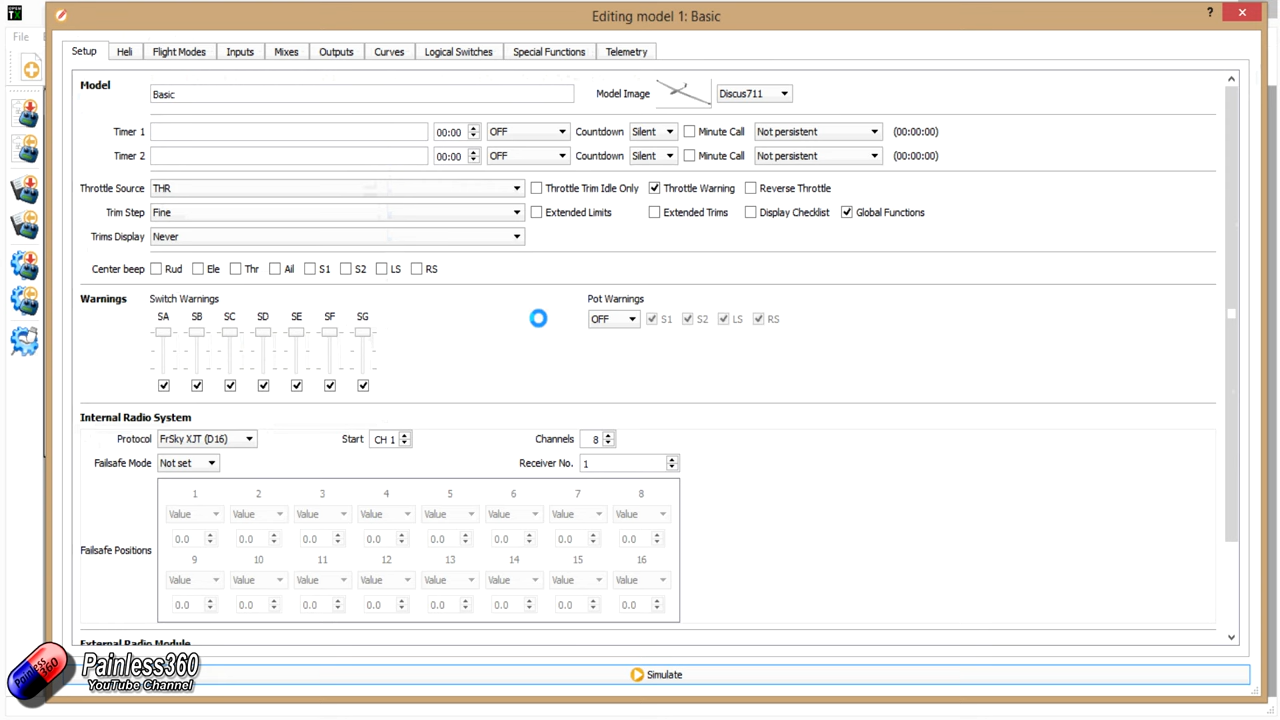 OPEN TX
Editing model 1: Basic
?
File
Setup Heli Flight Modes Inputs Mixes Outputs Curves Logical Switches Special Functions Telemetry
Model Basic Model Image Discus711
Timer 1 00:00 OFF Countdown Silent Minute Call Not persistent (00:00:00)
Timer 2 00:00 OFF Countdown Silent Minute Call Not persistent (00:00:00)
Throttle Source THR Throttle Trim Idle Only Throttle Warning Reverse Throttle
Trim Step Fine Extended Limits Extended Trims Display Checklist Global Functions
Trims Display Never
Center beep Rud Ele Thr Ail S1 S2 LS RS
Warnings Switch Warnings Pot Warnings
SA SB SC SD SE SF SG OFF S1 S2 LS RS
Internal Radio System
Protocol FrSky XJT (D16) Start CH 1 Channels 8
Failsafe Mode Not set Receiver No. 1
1 2 3 4 5 6 7 8
Value Value Value Value Value Value Value Value
0.0 0.0 0.0 0.0 0.0 0.0 0.0 0.0
Failsafe Positions
9 10 11 12 13 14 15 16
Value Value Value Value Value Value Value Value
0.0 0.0 0.0 0.0 0.0 0.0 0.0 0.0
External Radio Module
Simulate
Painless360
Painless360
YouTube Channel